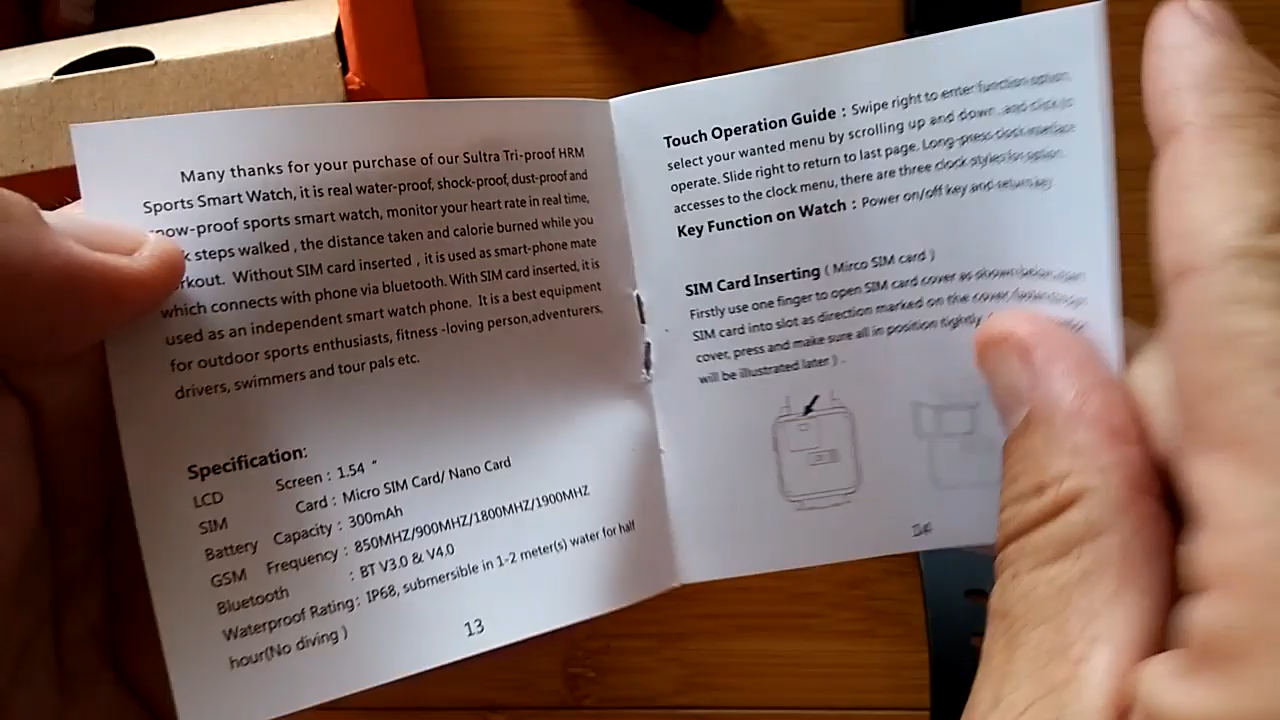 Many thanks for your purchase of our Sultra Tri-proof HRM
Sports Smart Watch, it is real water-proof, shock-proof, dust-proof and
now-proof sports smart watch, monitor your heart rate in real time,
k steps walked , the distance taken and calorie burned while you
rkout. Without SIM card inserted , it is used as smart-phone mate
which connects with phone via bluetooth. With SIM card inserted, it is
used as an independent smart watch phone. It is a best equipment
for outdoor sports enthusiasts, fitness -loving person,adventurers,
drivers, swimmers and tour pals etc.
Specification:
LCD Screen : 1.54 "
SIM Card : Micro SIM Card/ Nano Card
Battery Capacity : 300mAh
GSM Frequency : 850MHZ/900MHZ/1800MHZ/1900MHZ
Bluetooth : BT V3.0 & V4.0
Waterproof Rating: IP68, submersible in 1-2 meter(s) water for half
hour(No diving )
13
Touch Operation Guide : Swipe right to enter function option,
select your wanted menu by scrolling up and down ,and click to
operate. Slide right to return to last page. Long-press clock interface
accesses to the clock menu, there are three clock styles for option.
Key Function on Watch : Power on/off key and return key
SIM Card Inserting ( Mirco SIM card )
Firstly use one finger to open SIM card cover as shown below,
SIM card into slot as direction marked on the cover,
cover, press and make sure all in position tightly
will be illustrated later ) .
14